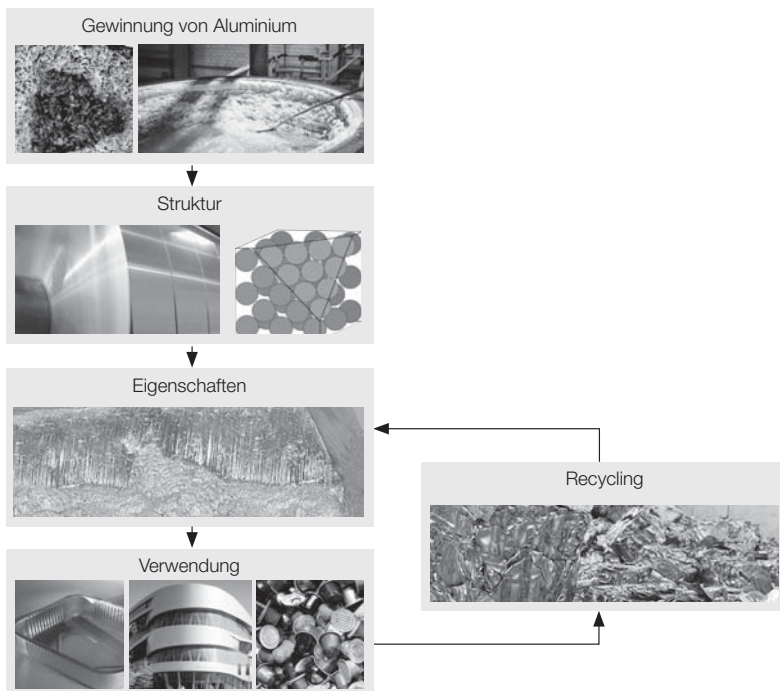 Gewinnung von Aluminium
Struktur
Eigenschaften
Recycling
Verwendung